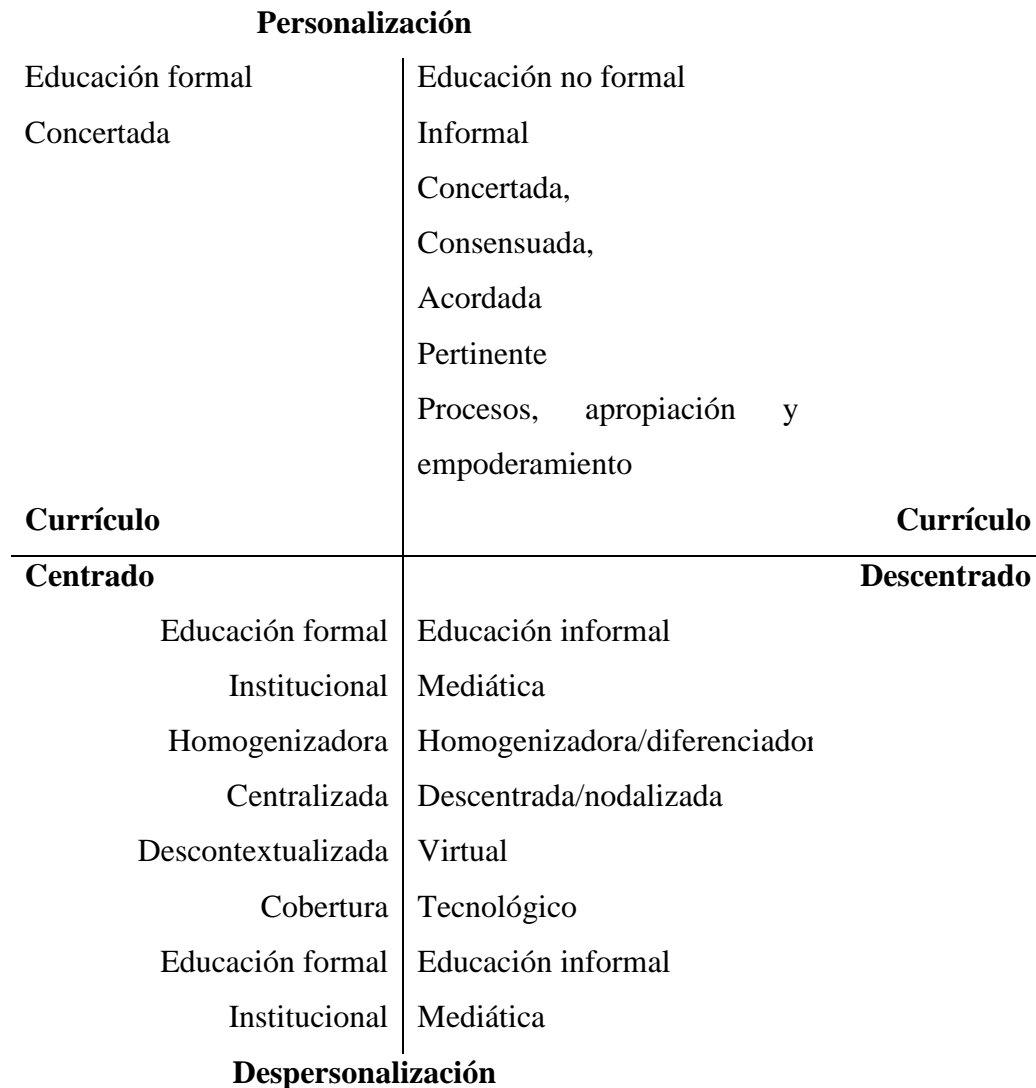 Personalización
Educación formal Educación no formal
Concertada Informal
Concertada,
Consensuada,
Acordada
Pertinente
Procesos, apropiación y
empoderamiento
Currículo Currículo
Centrado Descentrado
Educación formal Educación informal
Institucional Mediática
Homogenizadora Homogenizadora/diferenciador
Centralizada Descentrada/nodalizada
Descontextualizada Virtual
Cobertura Tecnológico
Educación formal Educación informal
Institucional Mediática
Despersonalización